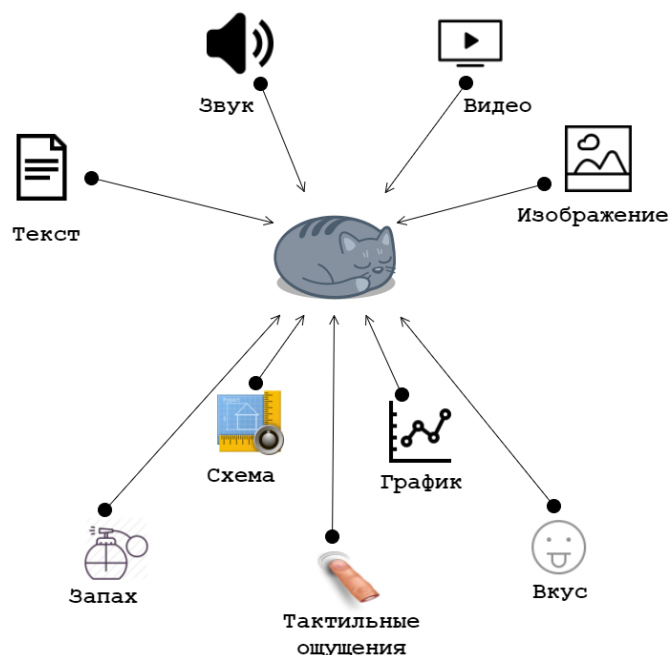 Звук
Видео
Текст
Изображение
Схема
График
Запах
Вкус
Тактильные
ощущения